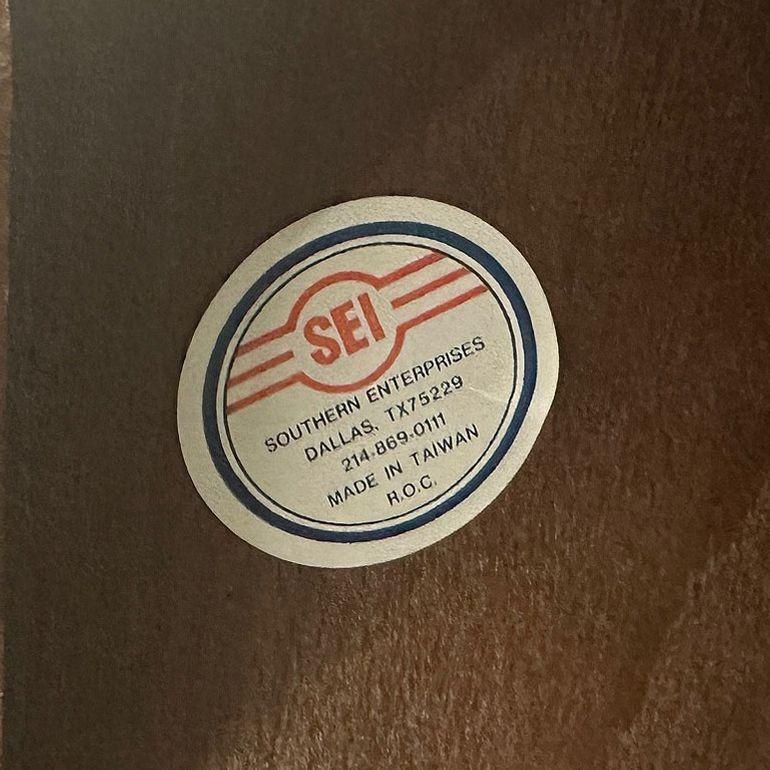 SEI
SOUTHERN ENTERPRISES
DALLAS, TX75229
214-869-0111
MADE IN TAIWAN
R.O.C.